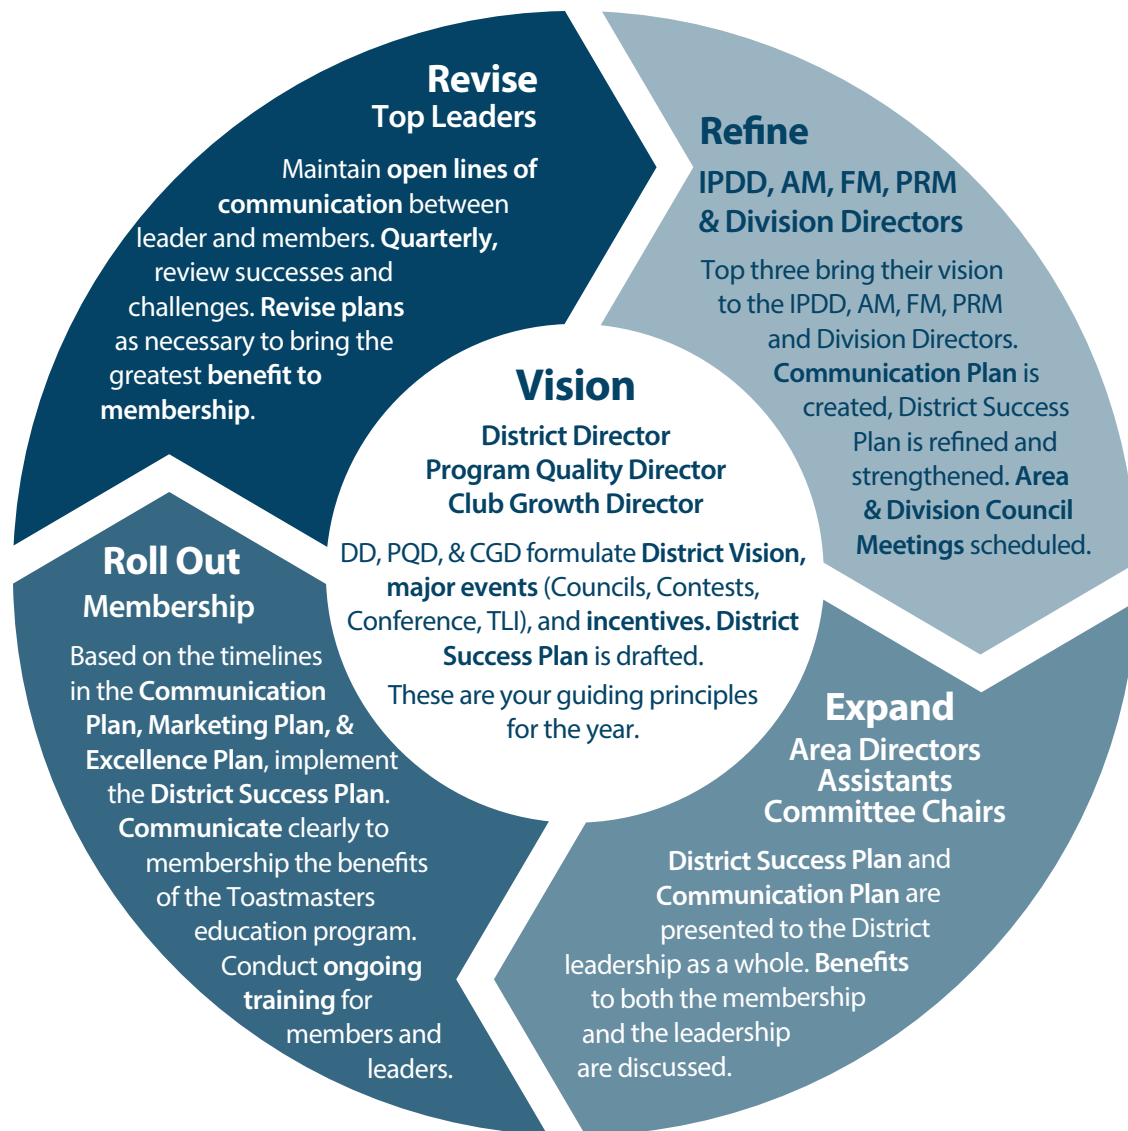 Revise
Top Leaders
Maintain open lines of
communication between
leader and members. Quarterly,
review successes and
challenges. Revise plans
as necessary to bring the
greatest benefit to
membership.
Refine
IPDD, AM, FM, PRM
& Division Directors
Top three bring their vision
to the IPDD, AM, FM, PRM
and Division Directors.
Communication Plan is
created, District Success
Plan is refined and
strengthened. Area
& Division Council
Meetings scheduled.
Vision
District Director
Program Quality Director
Club Growth Director
DD, PQD, & CGD formulate District Vision,
major events (Councils, Contests,
Conference, TLI), and incentives. District
Success Plan is drafted.
These are your guiding principles
for the year.
Roll Out
Membership
Based on the timelines
in the Communication
Plan, Marketing Plan, &
Excellence Plan, implement
the District Success Plan.
Communicate clearly to
membership the benefits
of the Toastmasters
education program.
Conduct ongoing
training for
members and
leaders.
Expand
Area Directors
Assistants
Committee Chairs
District Success Plan and
Communication Plan are
presented to the District
leadership as a whole. Benefits
to both the membership
and the leadership
are discussed.